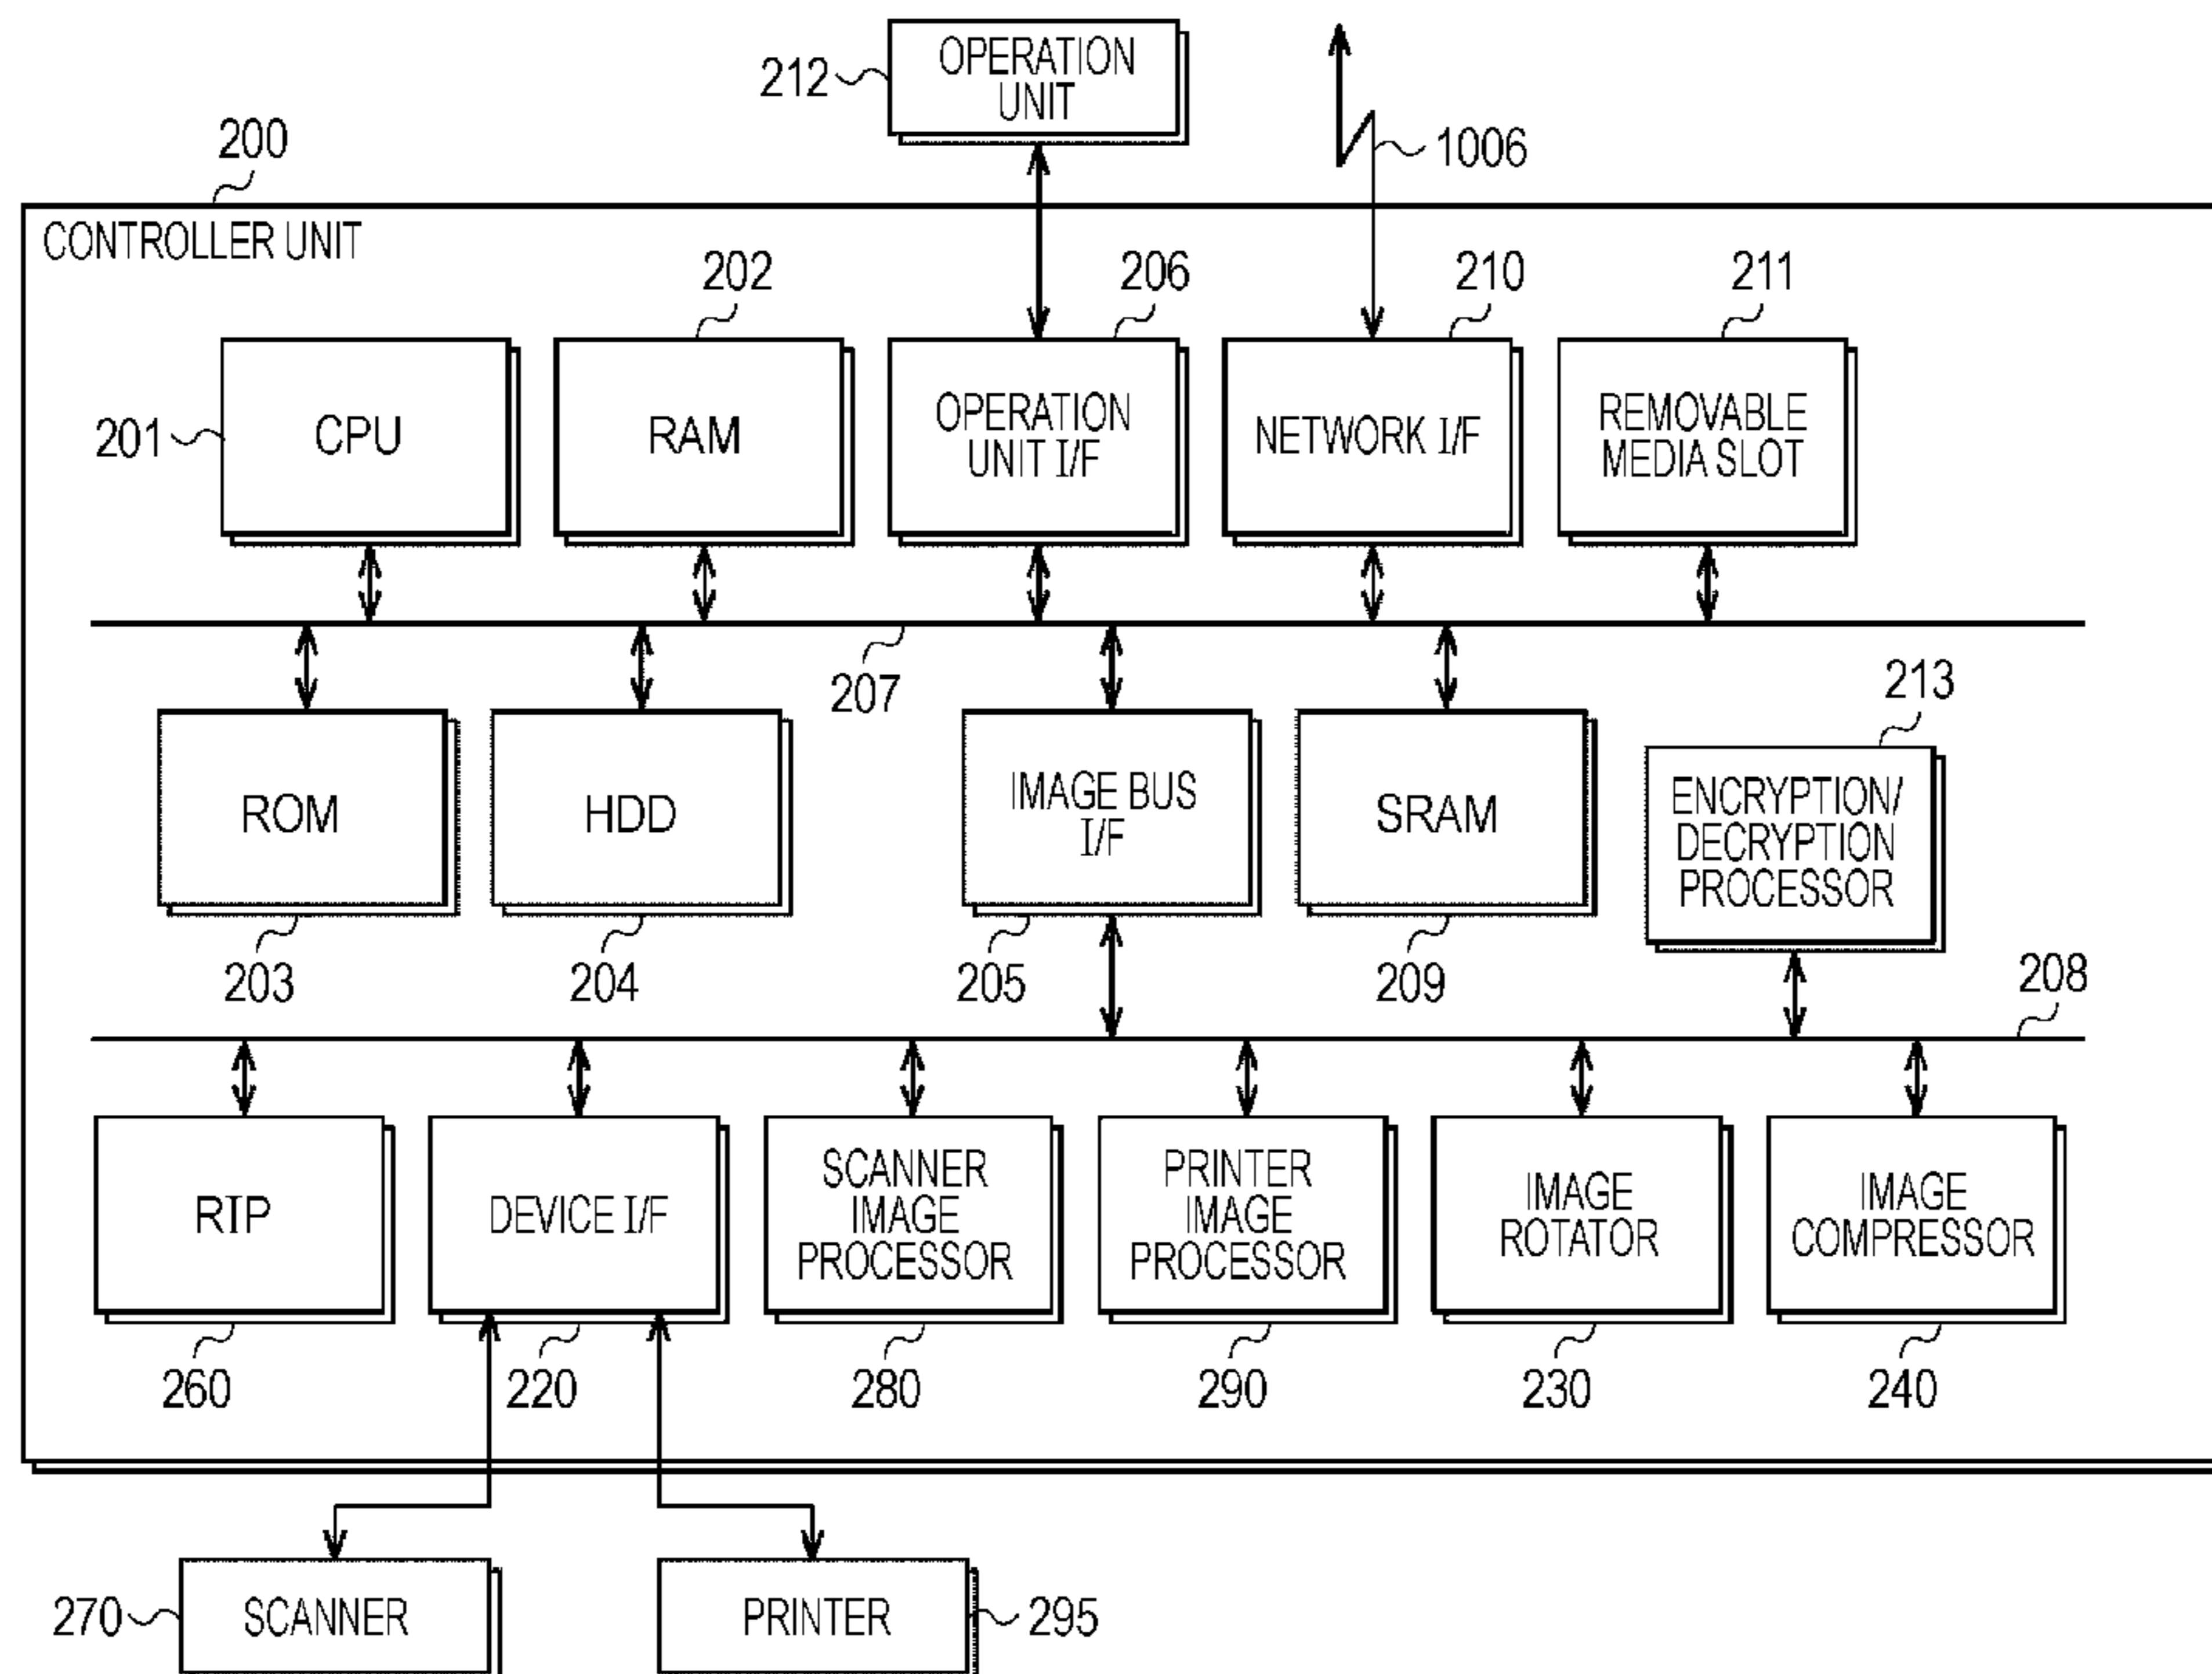 212
OPERATION
UNIT
1006
200
CONTROLLER UNIT
202
206
210
211
201
CPU
RAM
OPERATION
UNIT I/F
NETWORK I/F
REMOVABLE
MEDIA SLOT
207
213
ROM
HDD
IMAGE BUS
I/F
SRAM
ENCRYPTION/
DECRYPTION
PROCESSOR
203
204
205
209
208
RIP
DEVICE I/F
SCANNER
IMAGE
PROCESSOR
PRINTER
IMAGE
PROCESSOR
IMAGE
ROTATOR
IMAGE
COMPRESSOR
260
220
280
290
230
240
270
SCANNER
PRINTER
295